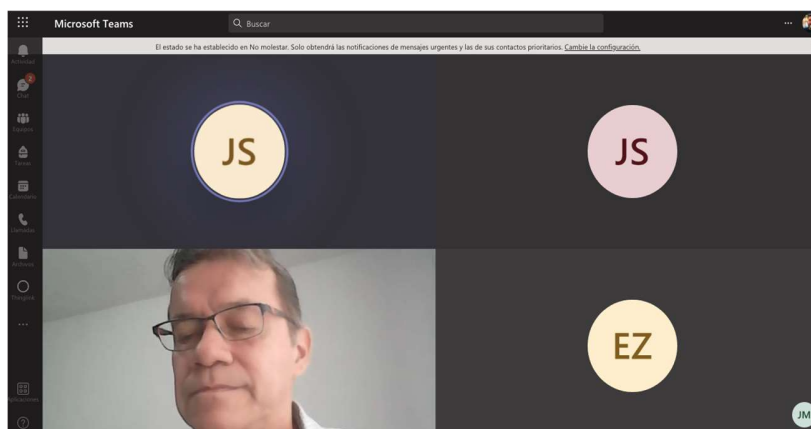 Microsoft Teams
Buscar
El estado se ha establecido en No molestar. Solo obtendrá las notificaciones de mensajes urgentes y las de sus contactos prioritarios. Cambie la configuración.
Actividad
2
Chat
Equipos
Tareas
Calendario
Llamadas
Archivos
Aplicaciones
JS
JS
EZ
JM